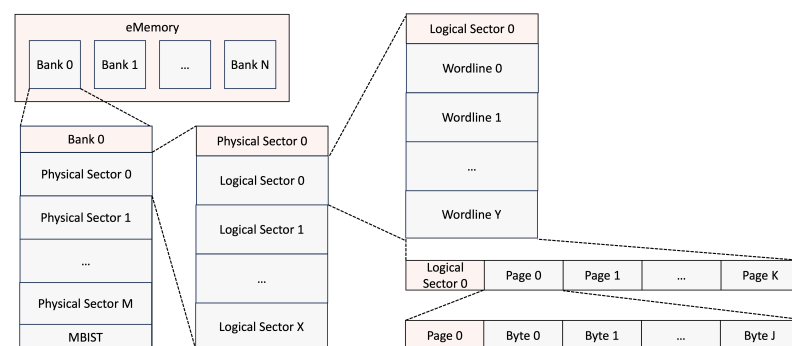 eMemory
Bank 0 Bank 1 ... Bank N
Bank 0
Physical Sector 0
Physical Sector 1
...
Physical Sector M
MBIST
Physical Sector 0
Logical Sector 0
Logical Sector 1
...
Logical Sector X
Logical Sector 0
Wordline 0
Wordline 1
...
Wordline Y
Logical
Sector 0 Page 0 Page 1 ... Page K
Page 0 Byte 0 Byte 1 ... Byte J